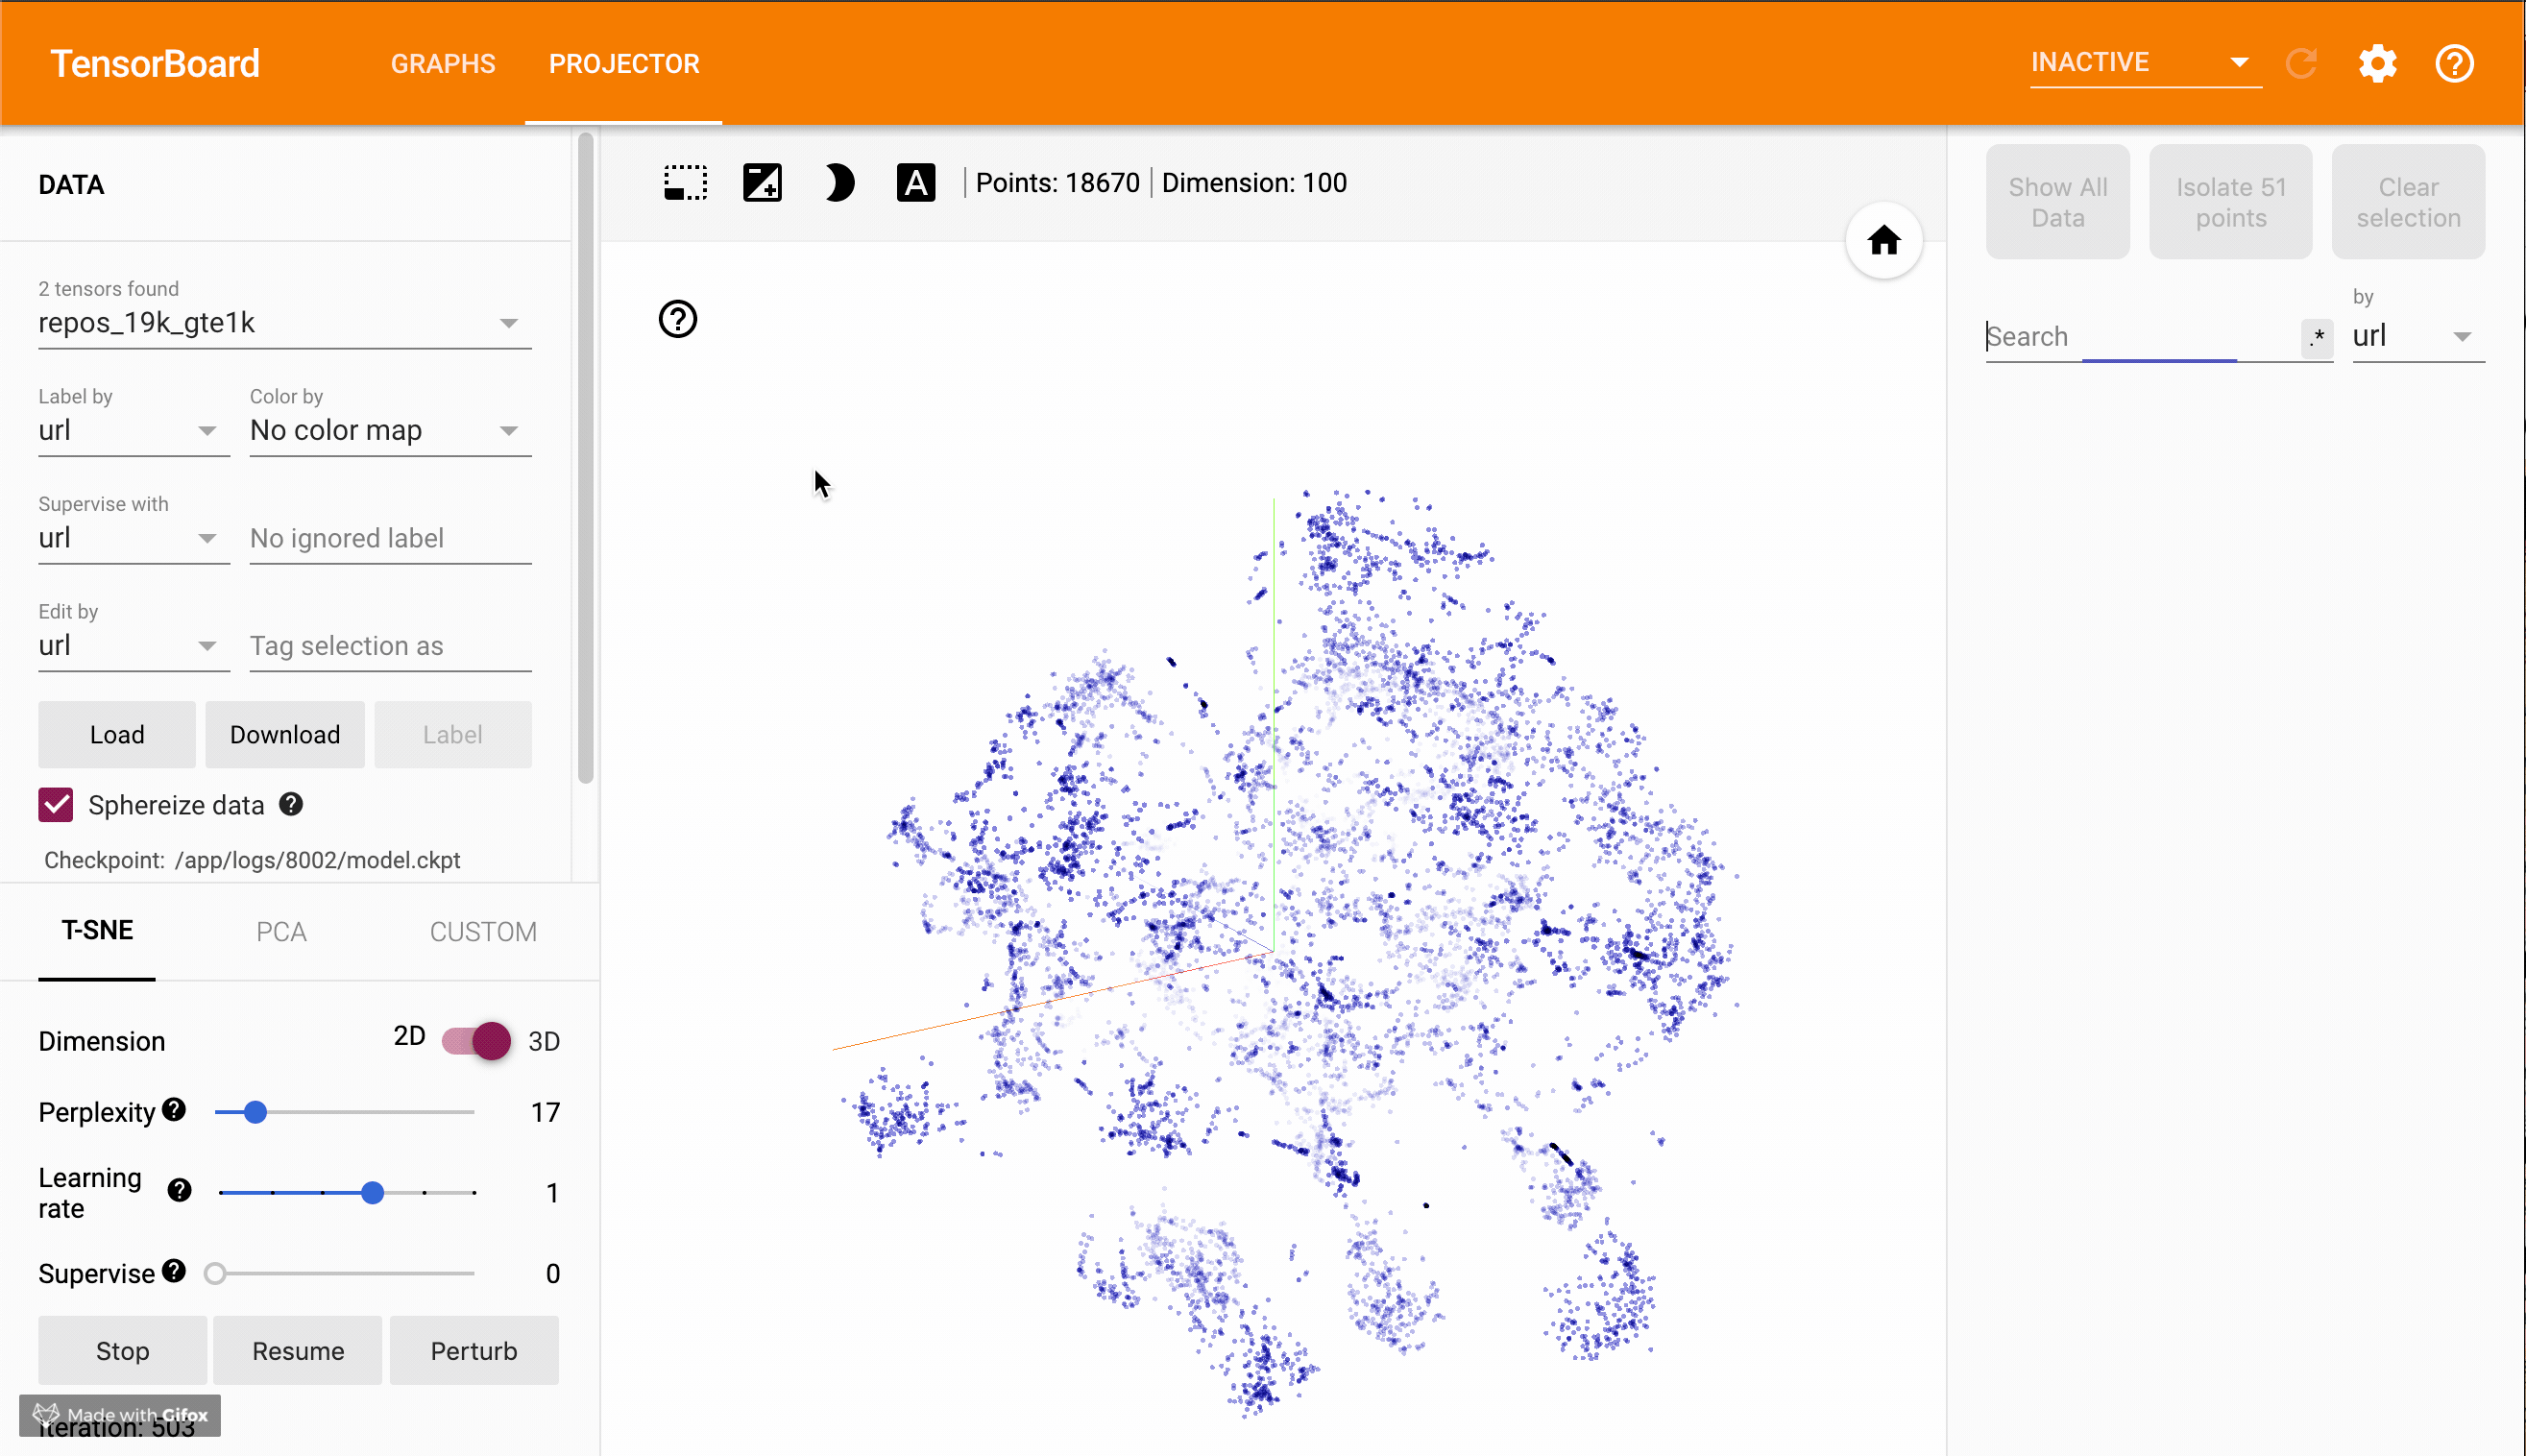 TensorBoard
GRAPHS
PROJECTOR
INACTIVE
DATA
2 tensors found
repos_19k_gte1k
Label by
Color by
url
No color map
Supervise with
url
No ignored label
Edit by
url
Tag selection as
Load
Download
Label
Sphereize data
Checkpoint: /app/logs/8002/model.ckpt
T-SNE
PCA
CUSTOM
Dimension
2D
3D
Perplexity
17
Learning
rate
1
Supervise
0
Stop
Resume
Perturb
Made with Gifox
Iteration: 503
A
Points: 18670
Dimension: 100
Show All
Data
Isolate 51
points
Clear
selection
by
Search
.*
url